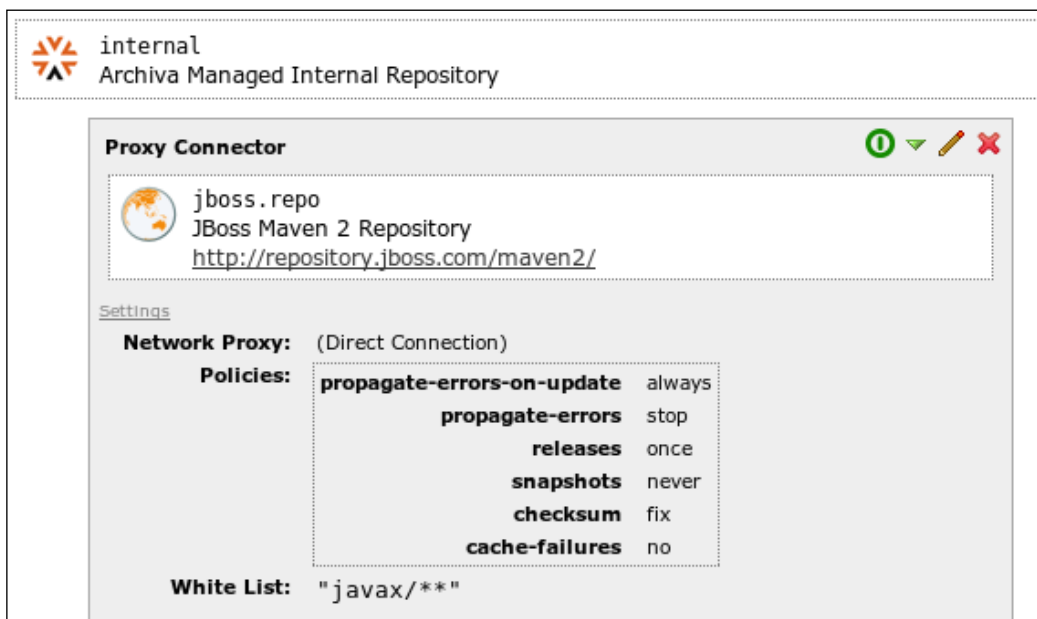 internal
Archiva Managed Internal Repository
Proxy Connector
jboss.repo
JBoss Maven 2 Repository
http://repository.jboss.com/maven2/
Settings
Network Proxy: (Direct Connection)
Policies:
propagate-errors-on-update always
propagate-errors stop
releases once
snapshots never
checksum fix
cache-failures no
White List: "javax/**"